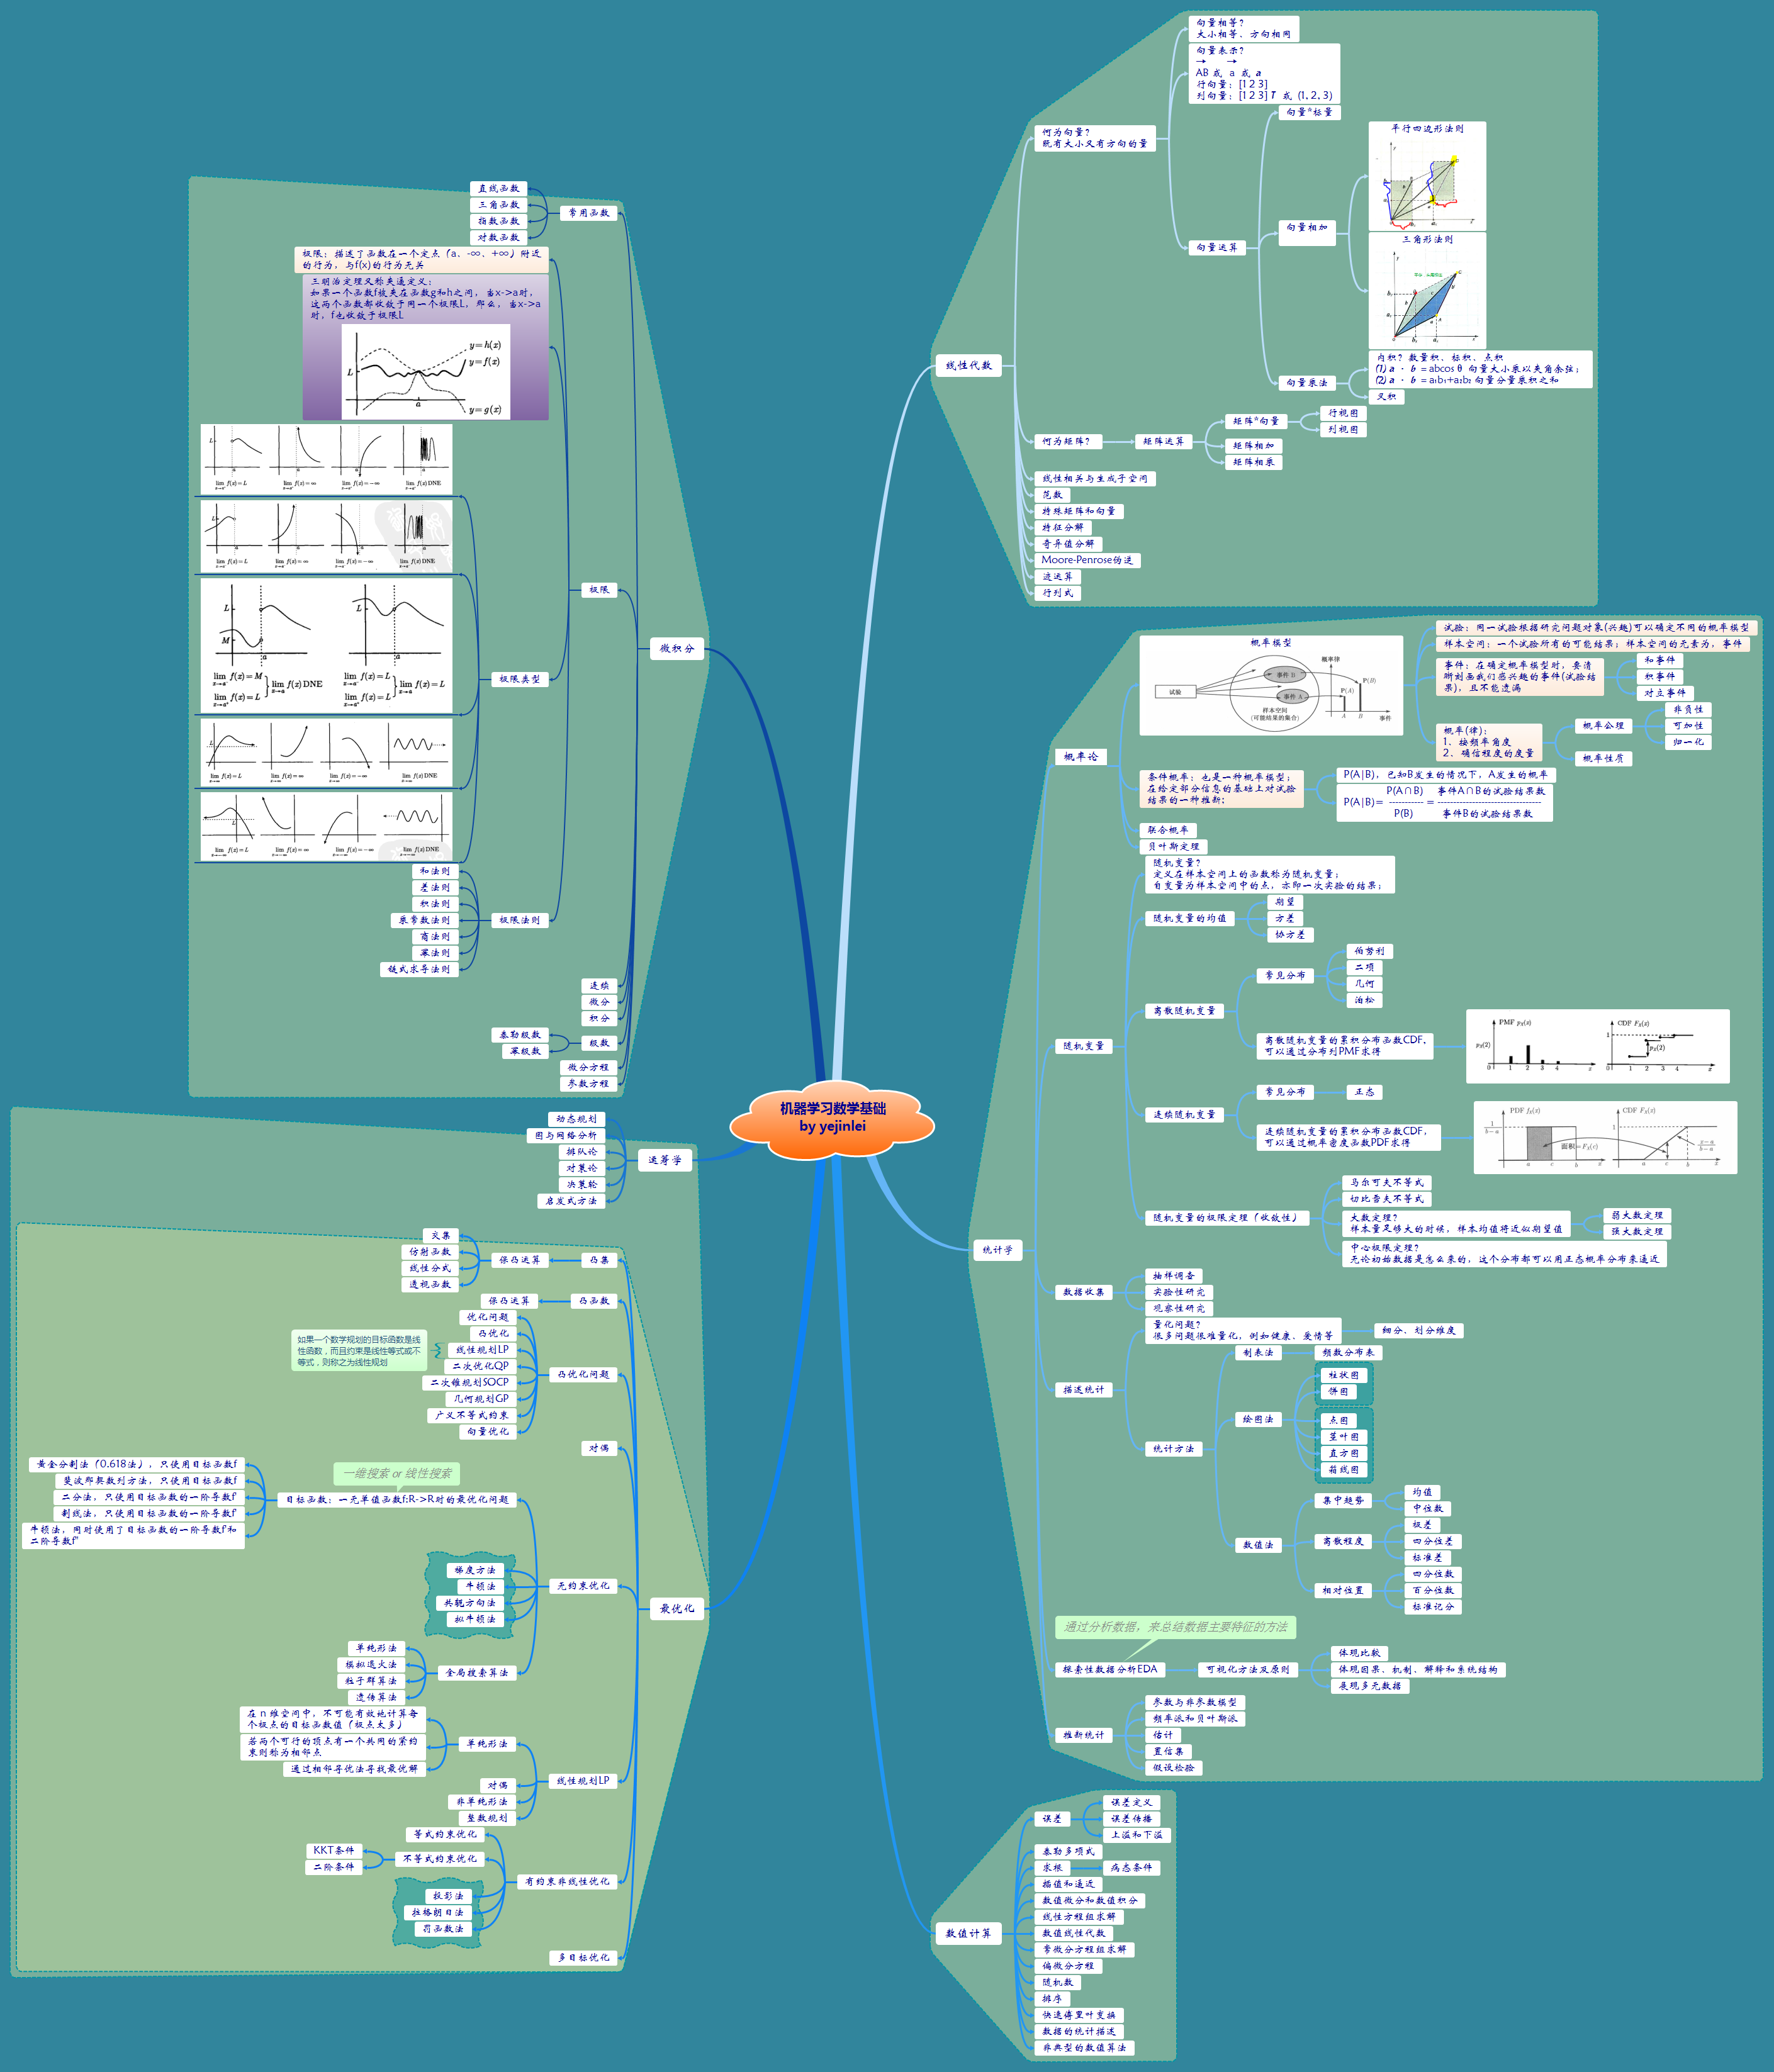 机器学习数学基础
by yejinlei
线性代数
何为向量?
既有大小又有方向的量
向量相等?
大小相等、方向相同
向量表示?
AB 或 a 或 a
行向量: [1 2 3]
列向量: [1 2 3] T 或 (1, 2, 3)
向量运算
向量*标量
向量相加
平行四边形法则
三角形法则
向量乘法
内积? 数量积、标积、点积
(1) a · b = abcos θ 向量大小乘以夹角余弦;
(2) a · b = a₁b₁+a₂b₂ 向量分量乘积之和
叉积
何为矩阵?
矩阵运算
矩阵*向量
行视图
列视图
矩阵相加
矩阵相乘
线性相关与生成子空间
范数
特殊矩阵和向量
特征分解
奇异值分解
Moore-Penrose伪逆
迹运算
行列式
统计学
概率论
概率模型
试验
事件 B
事件 A
样本空间
(可能结果的集合)
概率律
P(B)
P(A)
A B 事件
试验: 同一试验根据研究问题对象(兴趣)可以确定不同的概率模型
样本空间: 一个试验所有的可能结果; 样本空间的元素为, 事件
事件: 在确定概率模型时, 要清
晰刻画我们感兴趣的事件(试验结
果), 且不能遗漏
和事件
积事件
对立事件
概率(律):
1、按频率角度
2、确信程度的度量
概率公理
非负性
可加性
归一化
概率性质
条件概率: 也是一种概率模型;
在给定部分信息的基础上对试验
结果的一种推断;
P(A|B), 已知B发生的情况下, A发生的概率
P(A∩B) 事件A∩B的试验结果数
P(A|B) = ----------- = ---------------------------------
P(B) 事件B的试验结果数
联合概率
贝叶斯定理
随机变量
随机变量?
定义在样本空间上的函数称为随机变量;
自变量为样本空间中的点, 亦即一次实验的结果;
随机变量的均值
期望
方差
协方差
离散随机变量
常见分布
伯努利
二项
几何
泊松
离散随机变量的累积分布函数CDF,
可以通过分布列PMF求得
PMF pX(x)
pX(2)
0 1 2 3 4 x
CDF FX(x)
1
pX(2)
0 1 2 3 4 x
连续随机变量
常见分布
正态
连续随机变量的累积分布函数CDF,
可以通过概率密度函数PDF求得
PDF fX(x)
1
b−a
面积=FX(c)
a c b x
CDF FX(x)
1
x−a
b−a
a c b x
随机变量的极限定理（收敛性）
马尔可夫不等式
切比雪夫不等式
大数定理?
样本量足够大的时候, 样本均值将近似期望值
弱大数定理
强大数定理
中心极限定理?
无论初始数据是怎么来的, 这个分布都可以用正态概率分布来逼近
数据收集
抽样调查
实验性研究
观察性研究
描述统计
量化问题?
很多问题很难量化, 例如健康、爱情等
细分、划分维度
统计方法
制表法
频数分布表
绘图法
柱状图
饼图
点图
茎叶图
直方图
箱线图
数值法
集中趋势
均值
中位数
离散程度
极差
四分位差
标准差
相对位置
四分位数
百分位数
标准记分
通过分析数据，来总结数据主要特征的方法
探索性数据分析EDA
可视化方法及原则
体现比较
体现因果、机制、解释和系统结构
展现多元数据
推断统计
参数与非参数模型
频率派和贝叶斯派
估计
置信集
假设检验
数值计算
误差
误差定义
误差传播
上溢和下溢
泰勒多项式
求根
病态条件
插值和逼近
数值微分和数值积分
线性方程组求解
数值线性代数
常微分方程组求解
偏微分方程
随机数
排序
快速傅里叶变换
数据的统计描述
非典型的数值算法
微积分
常用函数
直线函数
三角函数
指数函数
对数函数
极限
极限: 描述了函数在一个定点（a、-∞、+∞）附近
的行为, 与f(x)的行为无关
三明治定理又称夹逼定义:
如果一个函数f被夹在函数g和h之间, 当x->a时,
这两个函数都收敛于同一个极限L, 那么, 当x->a
时, f也收敛于极限L
y=h(x)
y=f(x)
y=g(x)
L
a
极限类型
lim f(x)=L
lim f(x)=∞
lim f(x)=−∞
lim f(x) DNE
lim f(x)=L
lim f(x)=∞
lim f(x)=−∞
lim f(x) DNE
L
M
a
lim f(x)=M
lim f(x)=L
lim f(x) DNE
L
a
lim f(x)=L
lim f(x)=L
lim f(x)=L
lim f(x)=L
lim f(x)=∞
lim f(x)=−∞
lim f(x) DNE
lim f(x)=L
lim f(x)=∞
lim f(x)=−∞
lim f(x) DNE
极限法则
和法则
差法则
积法则
乘常数法则
商法则
幂法则
链式求导法则
连续
微分
积分
级数
泰勒级数
幂级数
微分方程
参数方程
运筹学
动态规划
图与网络分析
排队论
对策论
决策轮
启发式方法
最优化
凸集
保凸运算
交集
仿射函数
线性分式
透视函数
凸函数
保凸运算
凸优化问题
优化问题
凸优化
线性规划LP
如果一个数学规划的目标函数是线
性函数，而且约束是线性等式或不
等式，则称之为线性规划
二次优化QP
二次锥规划SOCP
几何规划GP
广义不等式约束
向量优化
对偶
无约束优化
一维搜索 or 线性搜索
目标函数: 一元单值函数f:R->R时的最优化问题
黄金分割法（0.618法）, 只使用目标函数f
斐波那契数列方法, 只使用目标函数f
二分法, 只使用目标函数的一阶导数f'
割线法, 只使用目标函数的一阶导数f'
牛顿法, 同时使用了目标函数的一阶导数f'和
二阶导数f''
梯度方法
牛顿法
共轭方向法
拟牛顿法
全局搜索算法
单纯形法
模拟退火法
粒子群算法
遗传算法
线性规划LP
单纯形法
在 n 维空间中, 不可能有效地计算每
个极点的目标函数值（极点太多）
若两个可行的顶点有一个共同的紧约
束则称为相邻点
通过相邻寻优法寻找最优解
对偶
非单纯形法
整数规划
有约束非线性优化
等式约束优化
不等式约束优化
KKT条件
二阶条件
投影法
拉格朗日法
罚函数法
多目标优化